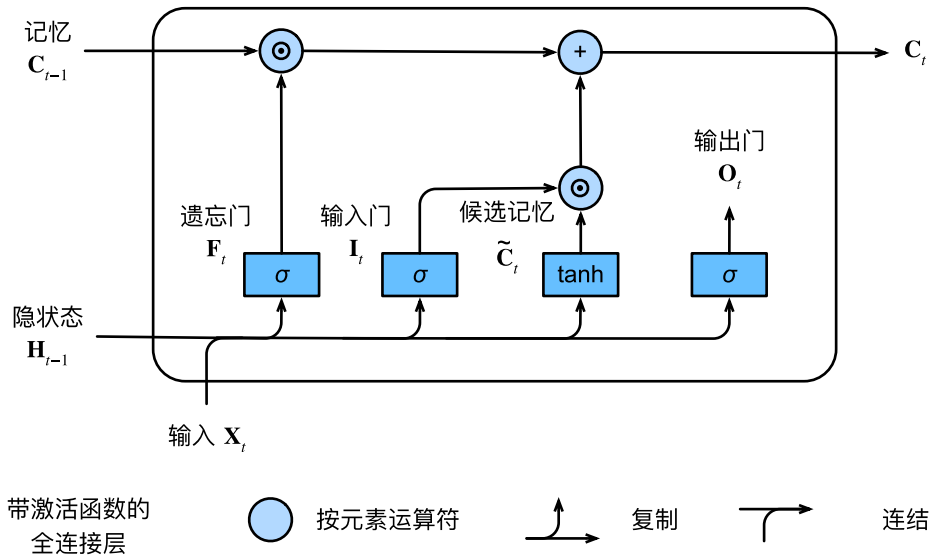 记忆
C_{t−1}
⊙
+
C_t
输出门
O_t
⊙
遗忘门
F_t
输入门
I_t
候选记忆
C̃_t
σ
σ
tanh
σ
隐状态
H_{t−1}
输入 X_t
带激活函数的
全连接层
按元素运算符
复制
连结